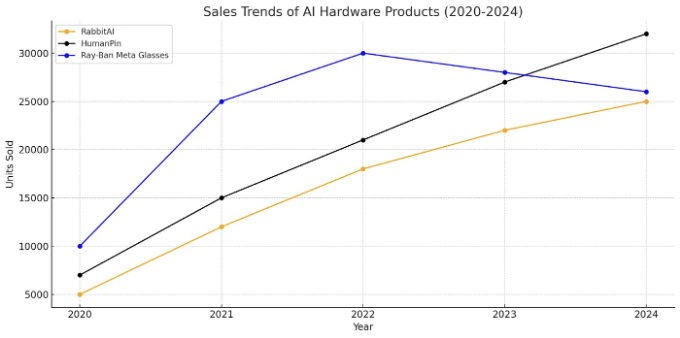 Sales Trends of AI Hardware Products (2020-2024)
RabbitAI
HumanPin
Ray-Ban Meta Glasses
30000
25000
20000
15000
10000
5000
Units Sold
2020 2021 2022 2023 2024
Year